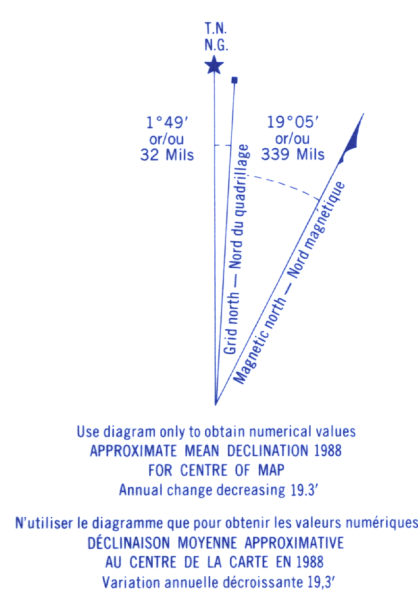 T.N.
N.G.
1°49′
or/ou
32 Mils
19°05′
or/ou
339 Mils
Grid north — Nord du quadrillage
Magnetic north — Nord magnétique
Use diagram only to obtain numerical values
APPROXIMATE MEAN DECLINATION 1988
FOR CENTRE OF MAP
Annual change decreasing 19.3′
N'utiliser le diagramme que pour obtenir les valeurs numériques
DÉCLINAISON MOYENNE APPROXIMATIVE
AU CENTRE DE LA CARTE EN 1988
Variation annuelle décroissante 19,3′